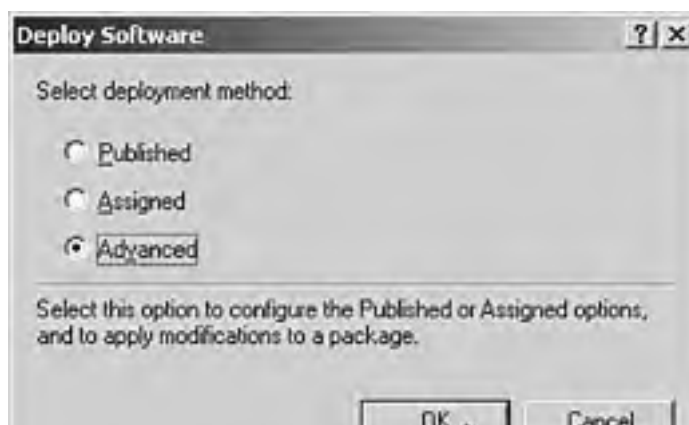 Deploy Software
Select deployment method:
Published
Assigned
Advanced
Select this option to configure the Published or Assigned options,
and to apply modifications to a package.
OK
Cancel